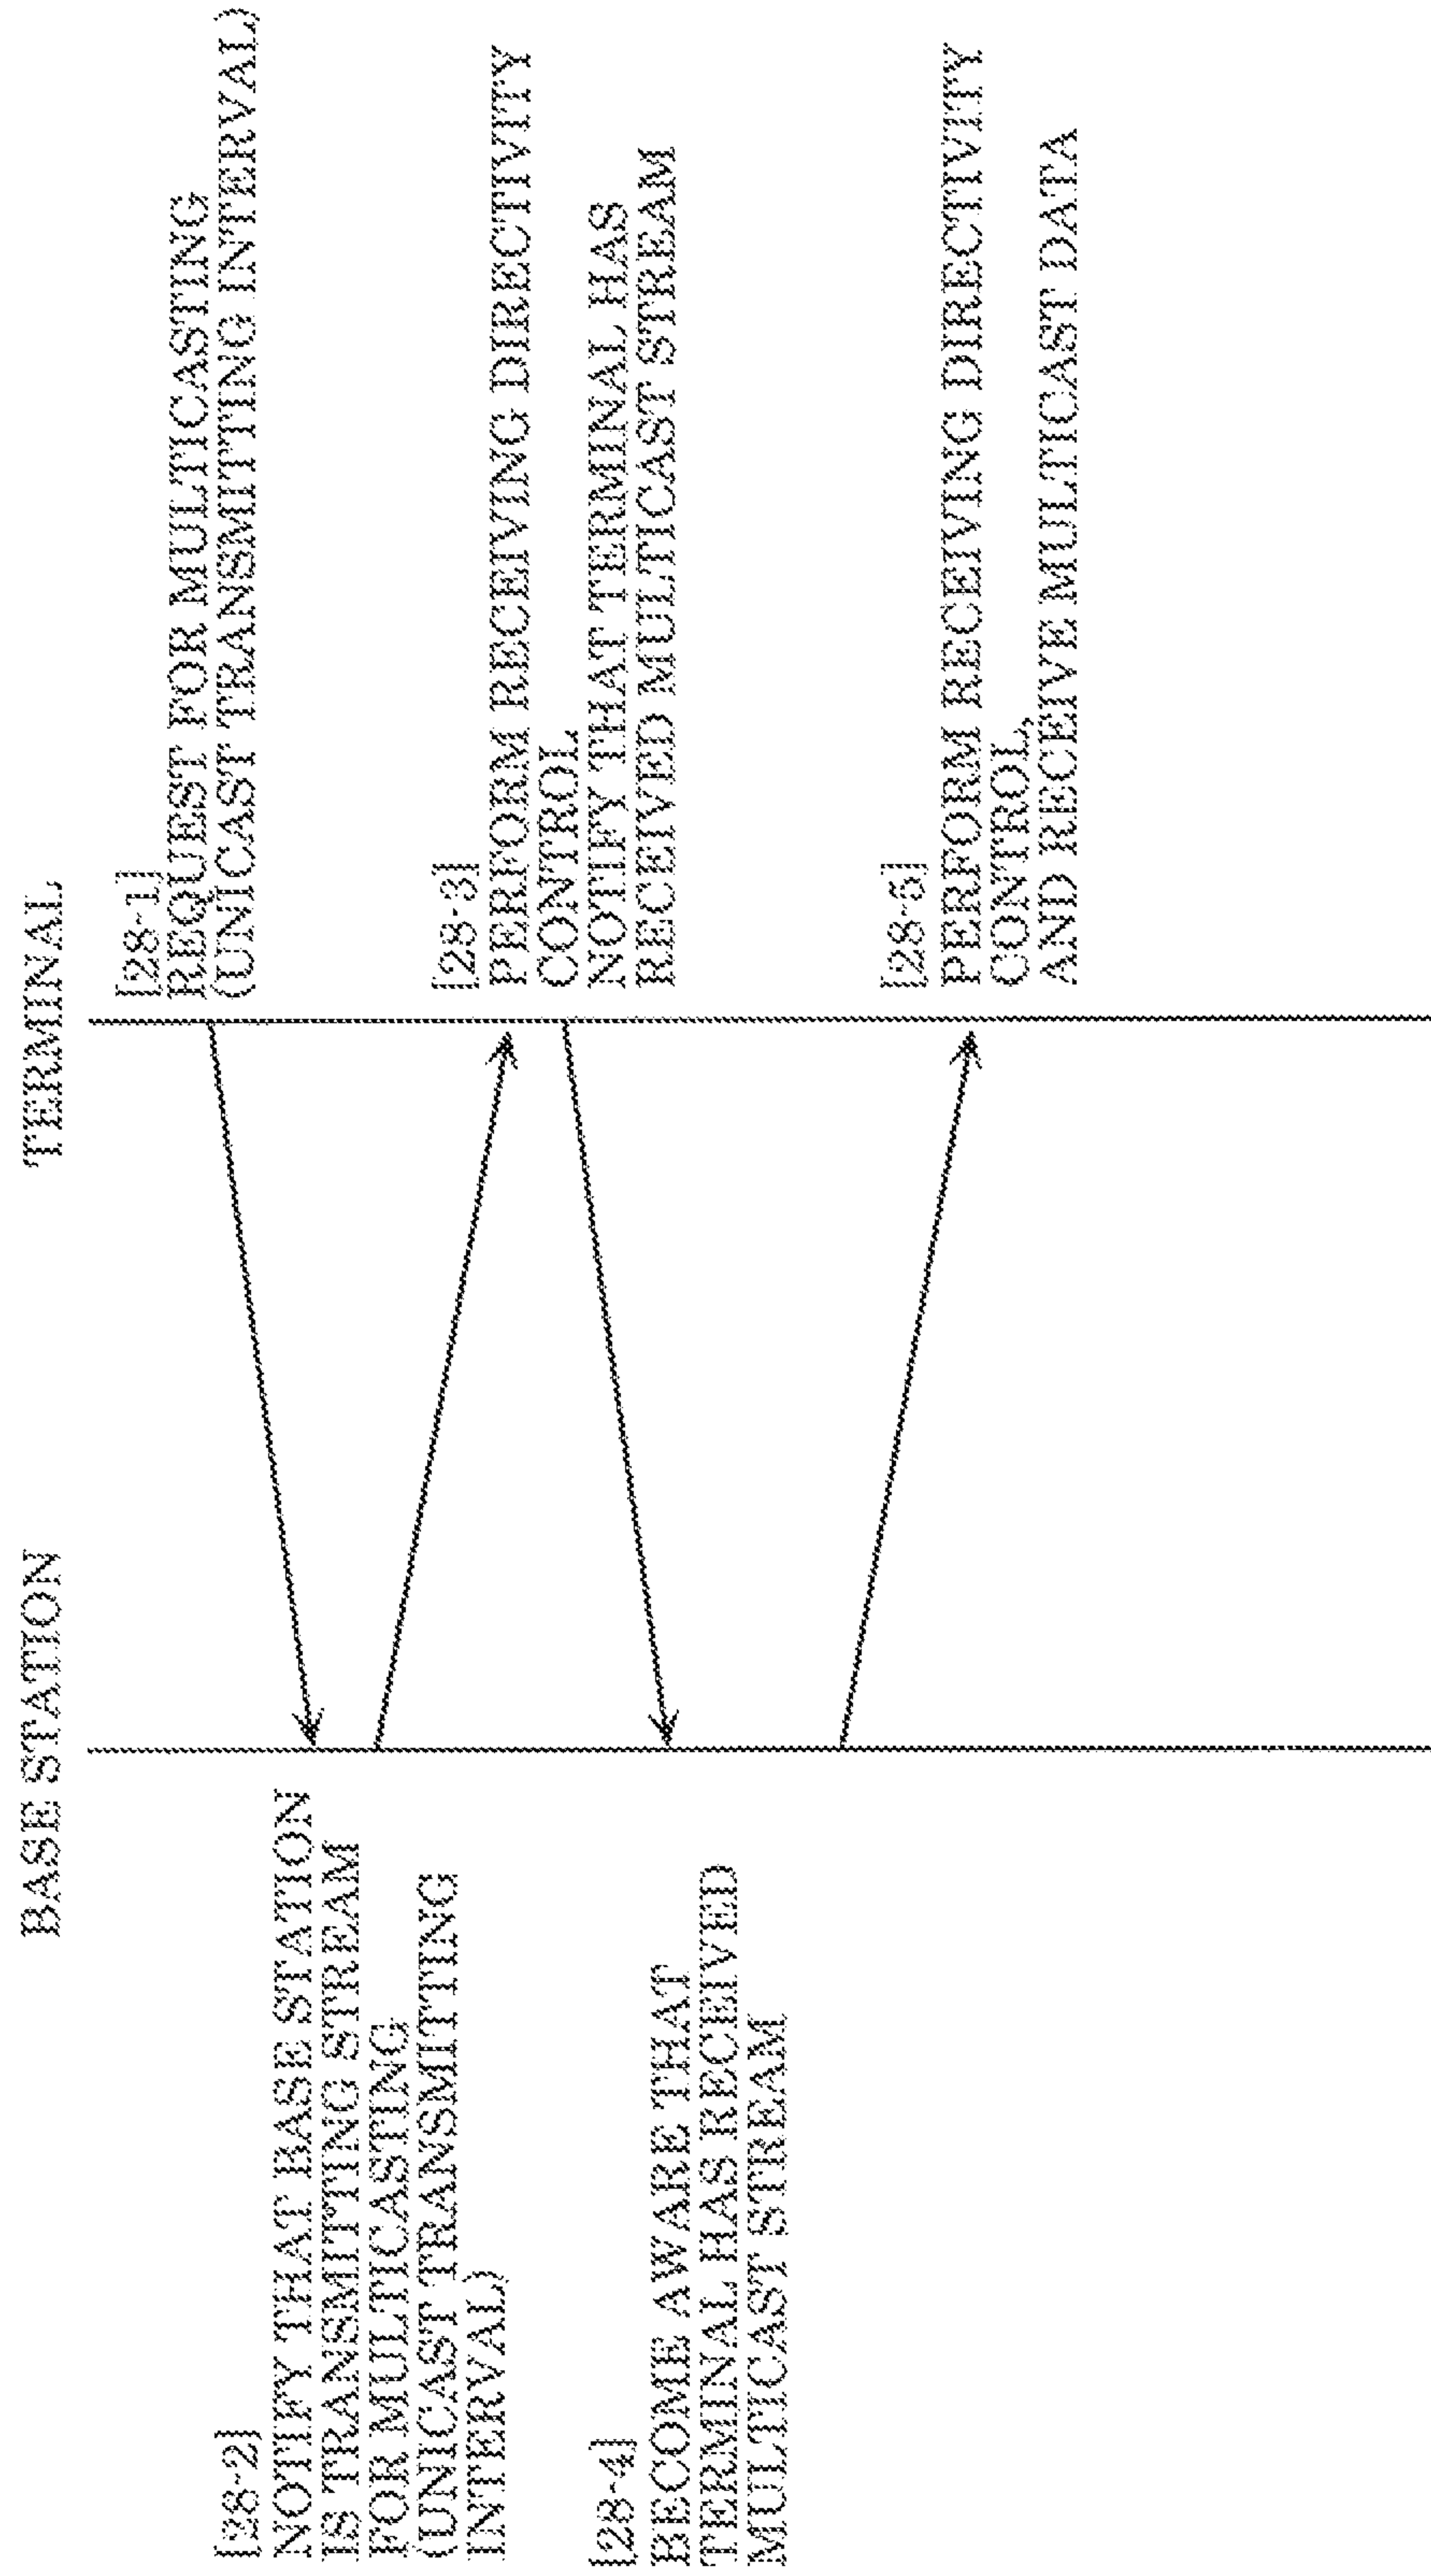 BASE STATION
TERMINAL
[28-1]
REQUEST FOR MULTICASTING
(UNICAST TRANSMITTING INTERVAL)
[28-2]
NOTIFY THAT BASE STATION
IS TRANSMITTING STREAM
FOR MULTICASTING
(UNICAST TRANSMITTING
INTERVAL)
[28-3]
PERFORM RECEIVING DIRECTIVITY
CONTROL
NOTIFY THAT TERMINAL HAS
RECEIVED MULTICAST STREAM
[28-4]
BECOME AWARE THAT
TERMINAL HAS RECEIVED
MULTICAST STREAM
[28-5]
PERFORM RECEIVING DIRECTIVITY
CONTROL,
AND RECEIVE MULTICAST DATA